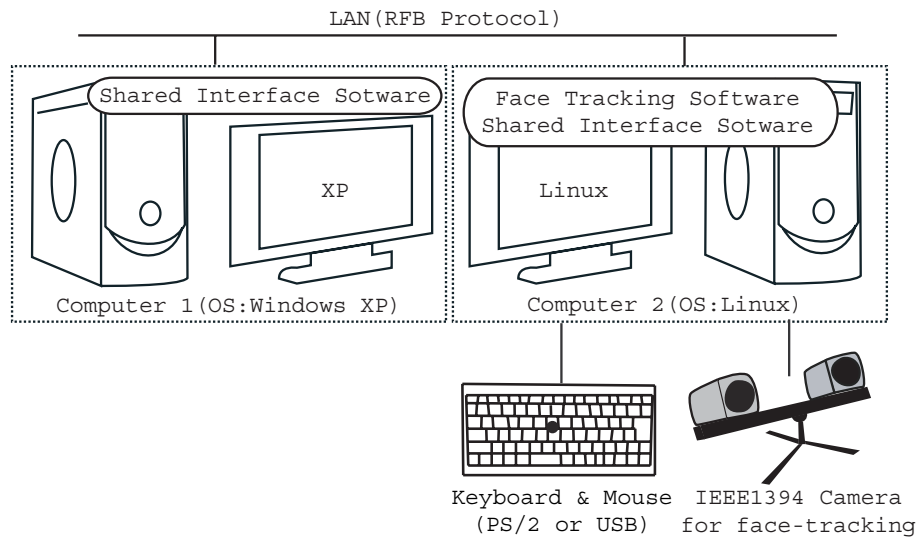 LAN(RFB Protocol)
Shared Interface Sotware
Face Tracking Software
Shared Interface Sotware
XP
Linux
Computer 1(OS:Windows XP)
Computer 2(OS:Linux)
Keyboard & Mouse
(PS/2 or USB)
IEEE1394 Camera
for face-tracking